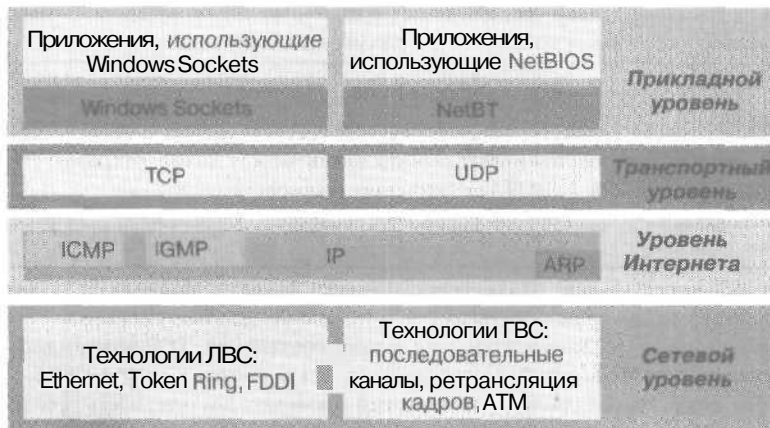 Приложения, использующие
Windows Sockets
Приложения,
использующие NetBIOS
Windows Sockets
NetBT
Прикладной
уровень
TCP
UDP
Транспортный
уровень
ICMP
IGMP
IP
ARP
Уровень
Интернета
Технологии ЛВС:
Ethernet, Token Ring, FDDI
Технологии ГВС:
последовательные
каналы, ретрансляция
кадров, ATM
Сетевой
уровень